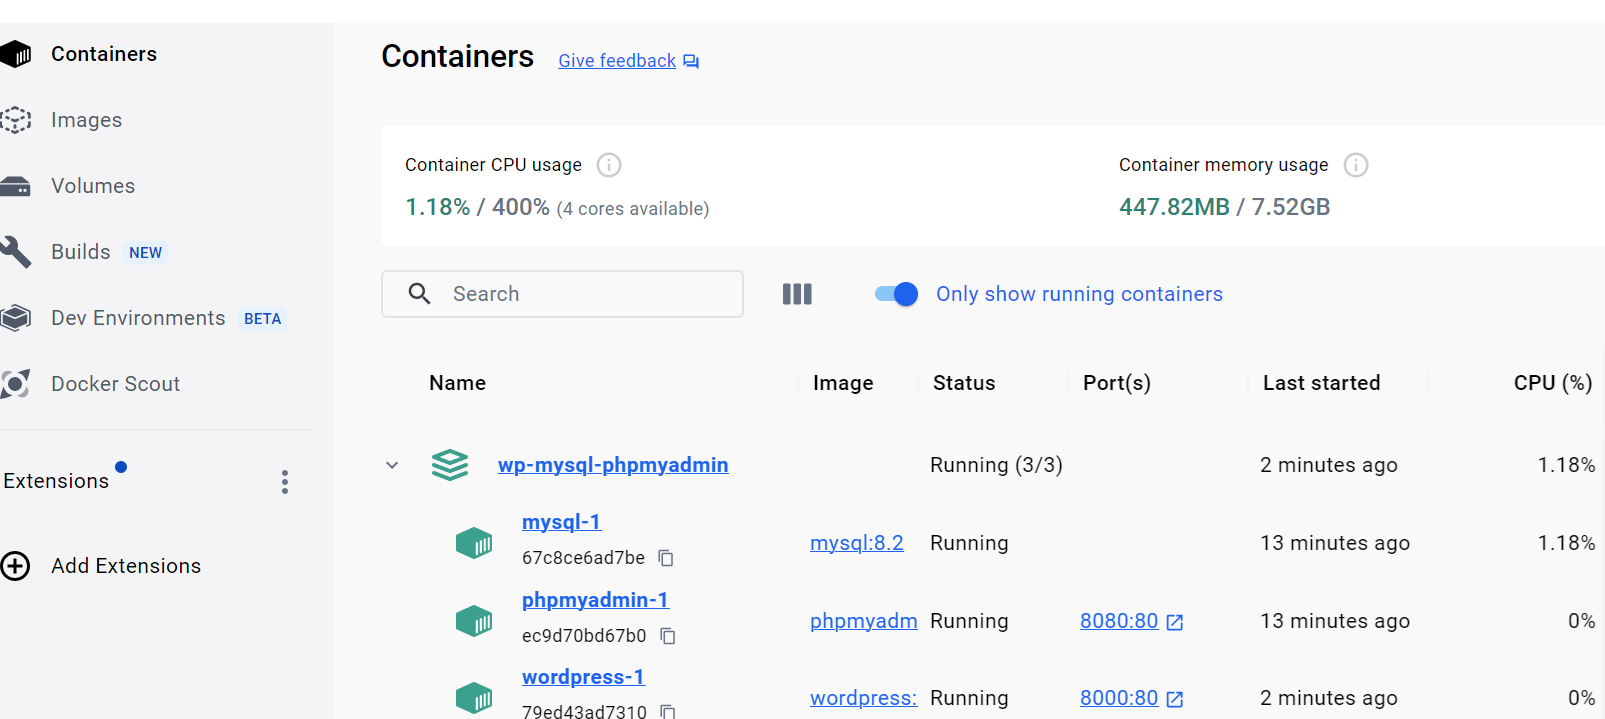 Containers
Images
Volumes
Builds NEW
Dev Environments BETA
Docker Scout
Extensions
Add Extensions
Containers Give feedback
Container CPU usage
1.18% / 400% (4 cores available)
Container memory usage
447.82MB / 7.52GB
Search
Only show running containers
Name Image Status Port(s) Last started CPU (%)
wp-mysql-phpmyadmin Running (3/3) 2 minutes ago 1.18%
mysql-1
67c8ce6ad7be
mysql:8.2 Running 13 minutes ago 1.18%
phpmyadmin-1
ec9d70bd67b0
phpmyadm Running 8080:80 13 minutes ago 0%
wordpress-1
79ed43ad7310
wordpress: Running 8000:80 2 minutes ago 0%